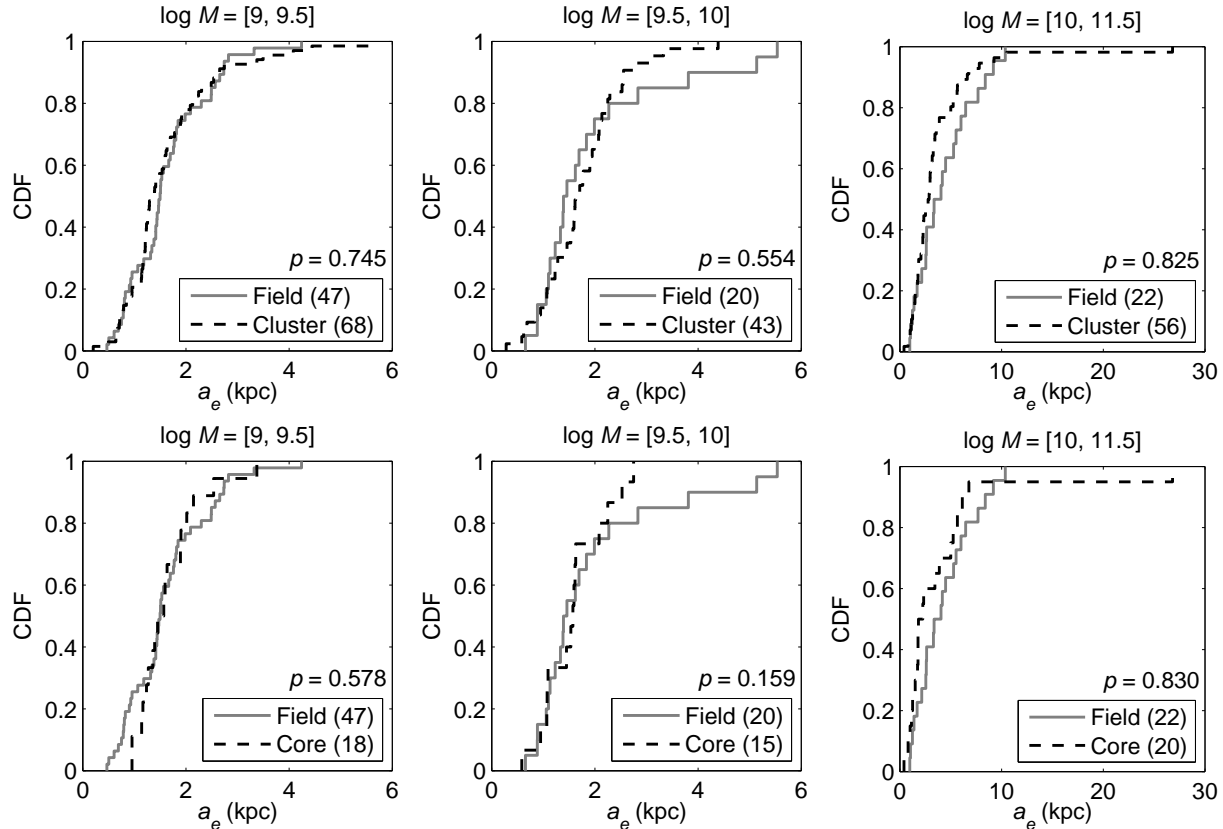 log M = [9, 9.5]
1
0.8
0.6
0.4
0.2
0
CDF
p = 0.745
Field (47)
Cluster (68)
0 2 4 6
a_e (kpc)
log M = [9.5, 10]
1
0.8
0.6
0.4
0.2
0
CDF
p = 0.554
Field (20)
Cluster (43)
0 2 4 6
a_e (kpc)
log M = [10, 11.5]
1
0.8
0.6
0.4
0.2
0
CDF
p = 0.825
Field (22)
Cluster (56)
0 10 20 30
a_e (kpc)
log M = [9, 9.5]
1
0.8
0.6
0.4
0.2
0
CDF
p = 0.578
Field (47)
Core (18)
0 2 4 6
a_e (kpc)
log M = [9.5, 10]
1
0.8
0.6
0.4
0.2
0
CDF
p = 0.159
Field (20)
Core (15)
0 2 4 6
a_e (kpc)
log M = [10, 11.5]
1
0.8
0.6
0.4
0.2
0
CDF
p = 0.830
Field (22)
Core (20)
0 10 20 30
a_e (kpc)